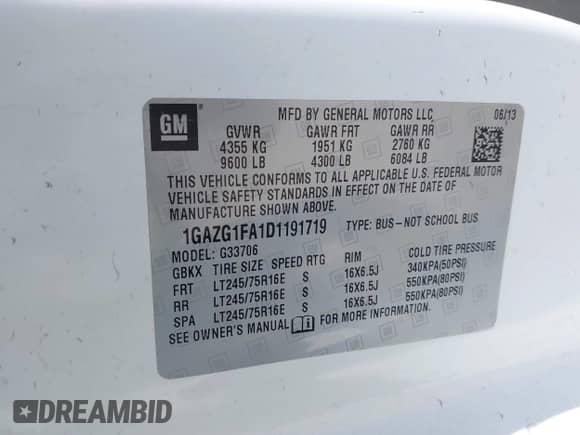 GM
MFD BY GENERAL MOTORS LLC 06/13
GVWR GAWR FRT GAWR RR
4355 KG 1951 KG 2760 KG
9600 LB 4300 LB 6084 LB
THIS VEHICLE CONFORMS TO ALL APPLICABLE U.S. FEDERAL MOTOR
VEHICLE SAFETY STANDARDS IN EFFECT ON THE DATE OF
MANUFACTURE SHOWN ABOVE.
1GAZG1FA1D1191719 TYPE: BUS-NOT SCHOOL BUS
MODEL: G33706
GBKX TIRE SIZE SPEED RTG RIM COLD TIRE PRESSURE
FRT LT245/75R16E S 16X6.5J 340KPA(50PSI)
RR LT245/75R16E S 16X6.5J 550KPA(80PSI)
SPA LT245/75R16E S 16X6.5J 550KPA(80PSI)
SEE OWNER'S MANUAL FOR MORE INFORMATION.
DREAMBID